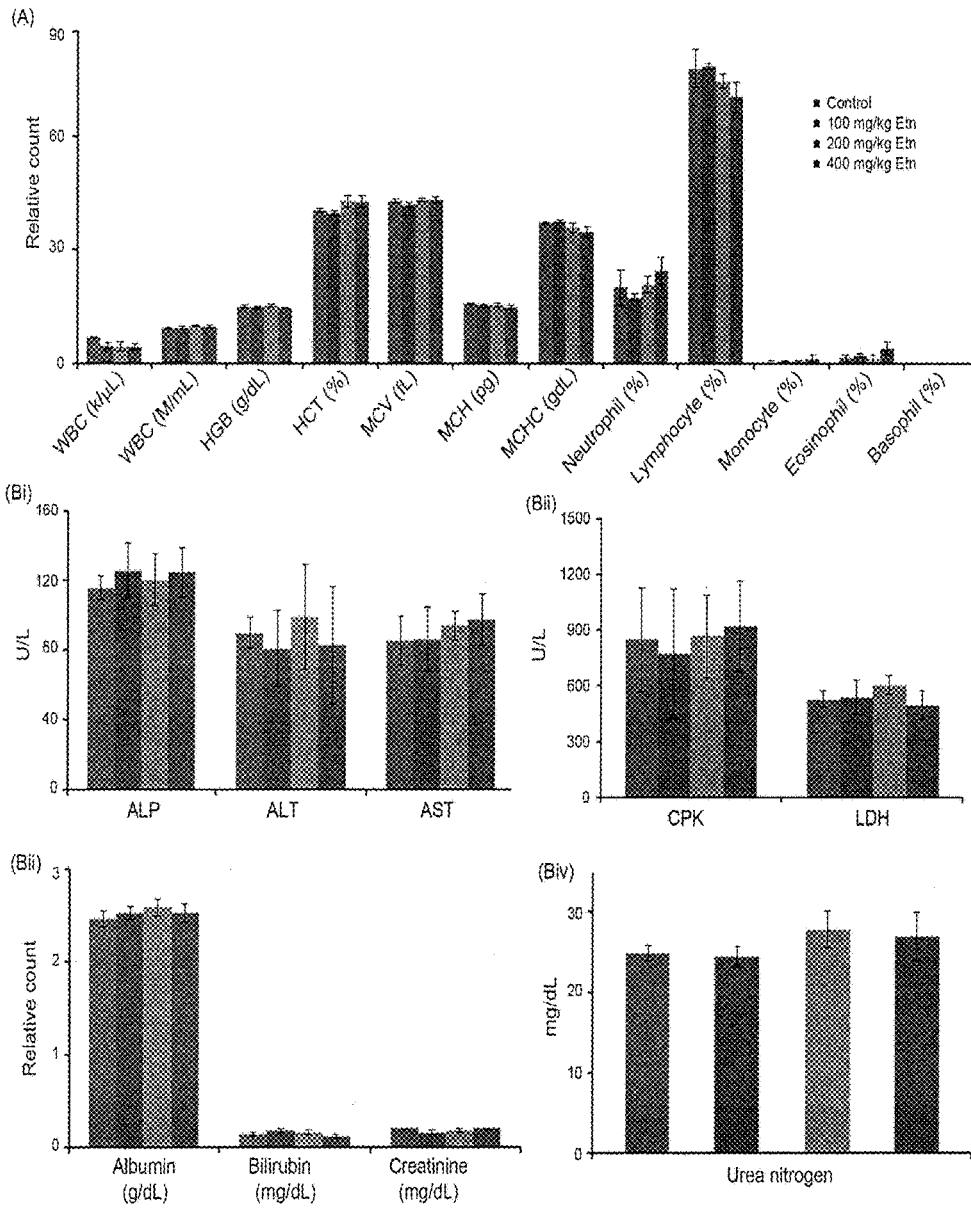 (A)
90
60
30
0
Relative count
Control
100 mg/kg Etn
200 mg/kg Etn
400 mg/kg Etn
WBC (k/μL)
WBC (M/mL)
HGB (g/dL)
HCT (%)
MCV (fL)
MCH (pg)
MCHC (gdL)
Neutrophil (%)
Lymphocyte (%)
Monocyte (%)
Eosinophil (%)
Basophil (%)
(Bi)
160
120
80
40
0
U/L
ALP
ALT
AST
(Bii)
1500
1200
900
600
300
0
U/L
CPK
LDH
(Bii)
3
2
1
0
Relative count
Albumin
(g/dL)
Bilirubin
(mg/dL)
Creatinine
(mg/dL)
(Biv)
30
20
10
0
mg/dL
Urea nitrogen